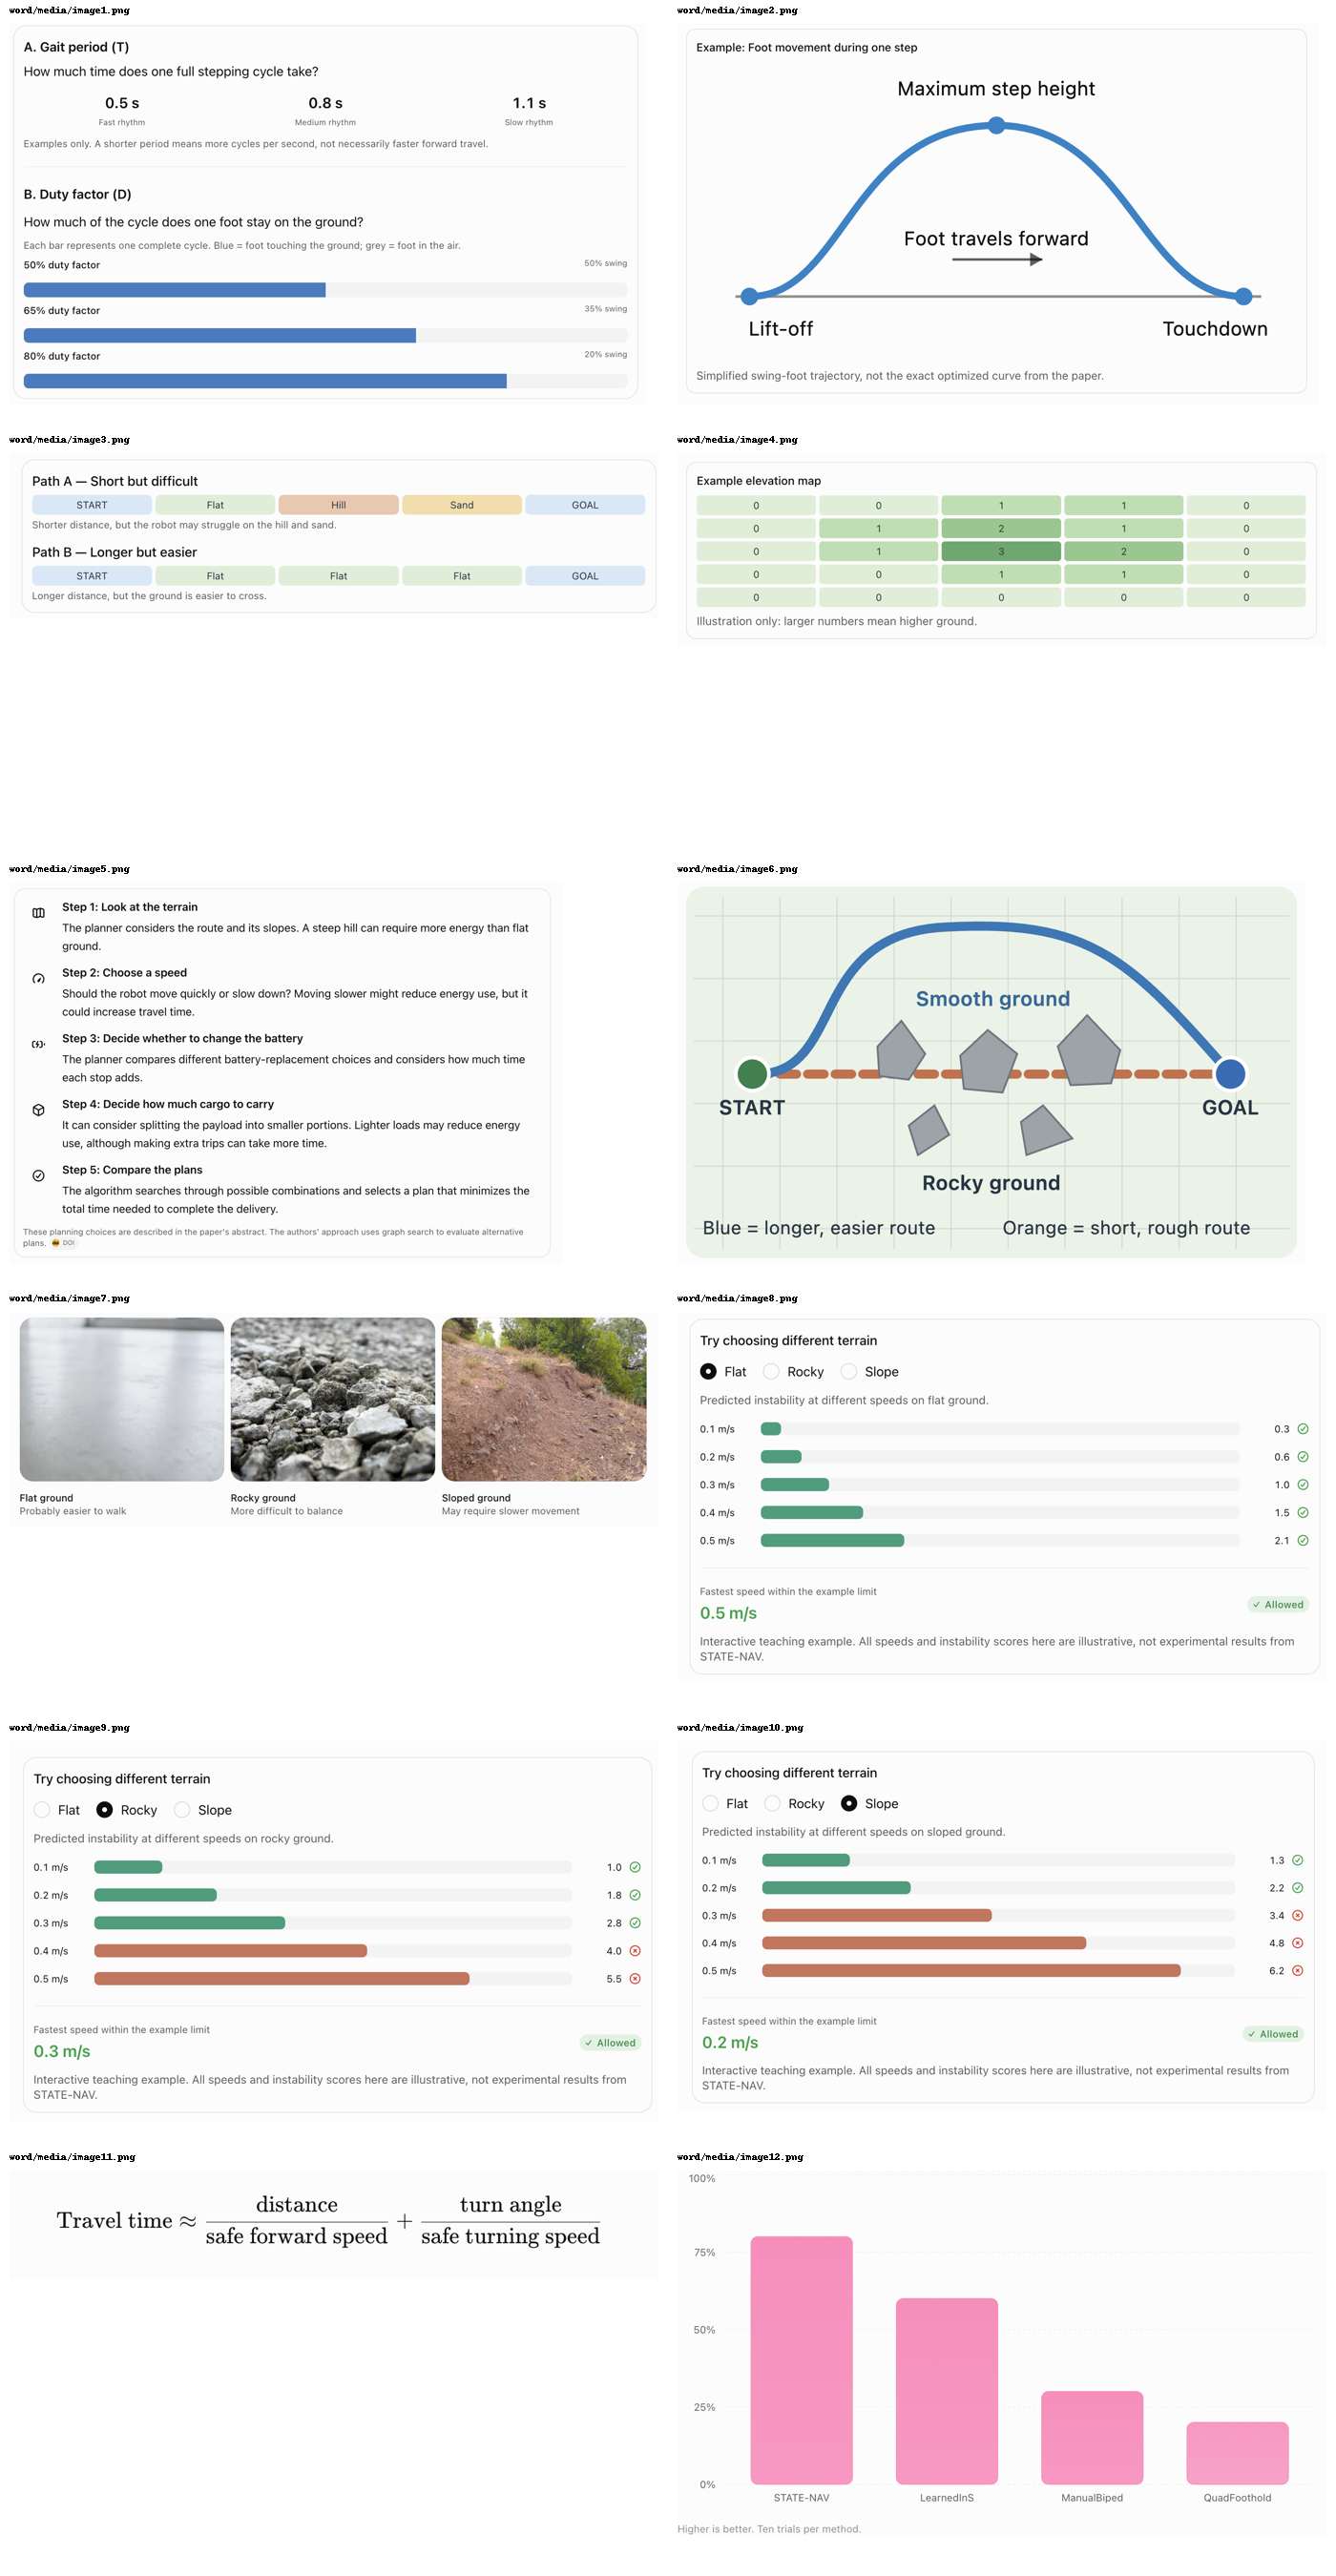 word/media/image1.png
A. Gait period (T)
How much time does one full stepping cycle take?
0.5 s 0.8 s 1.1 s
Fast rhythm Medium rhythm Slow rhythm
Examples only. A shorter period means more cycles per second, not necessarily faster forward travel.
B. Duty factor (D)
How much of the cycle does one foot stay on the ground?
Each bar represents one complete cycle. Blue = foot touching the ground; grey = foot in the air.
50% duty factor 50% swing
65% duty factor 35% swing
80% duty factor 20% swing
word/media/image2.png
Example: Foot movement during one step
Maximum step height
Foot travels forward
Lift-off Touchdown
Simplified swing-foot trajectory, not the exact optimized curve from the paper.
word/media/image3.png
Path A — Short but difficult
START Flat Hill Sand GOAL
Shorter distance, but the robot may struggle on the hill and sand.
Path B — Longer but easier
START Flat Flat Flat GOAL
Longer distance, but the ground is easier to cross.
word/media/image4.png
Example elevation map
0 0 1 1 0
0 1 2 1 0
0 1 3 2 0
0 0 1 1 0
0 0 0 0 0
Illustration only: larger numbers mean higher ground.
word/media/image5.png
Step 1: Look at the terrain
The planner considers the route and its slopes. A steep hill can require more energy than flat
ground.
Step 2: Choose a speed
Should the robot move quickly or slow down? Moving slower might reduce energy use, but it
could increase travel time.
Step 3: Decide whether to change the battery
The planner compares different battery-replacement choices and considers how much time
each stop adds.
Step 4: Decide how much cargo to carry
It can consider splitting the payload into smaller portions. Lighter loads may reduce energy
use, although making extra trips can take more time.
Step 5: Compare the plans
The algorithm searches through possible combinations and selects a plan that minimizes the
total time needed to complete the delivery.
These planning choices are described in the paper's abstract. The authors' approach uses graph search to evaluate alternative
plans. DOI
word/media/image6.png
Smooth ground
START GOAL
Rocky ground
Blue = longer, easier route Orange = short, rough route
word/media/image7.png
Flat ground Rocky ground Sloped ground
Probably easier to walk More difficult to balance May require slower movement
word/media/image8.png
Try choosing different terrain
Flat Rocky Slope
Predicted instability at different speeds on flat ground.
0.1 m/s 0.3
0.2 m/s 0.6
0.3 m/s 1.0
0.4 m/s 1.5
0.5 m/s 2.1
Fastest speed within the example limit
0.5 m/s Allowed
Interactive teaching example. All speeds and instability scores here are illustrative, not experimental results from
STATE-NAV.
word/media/image9.png
Try choosing different terrain
Flat Rocky Slope
Predicted instability at different speeds on rocky ground.
0.1 m/s 1.0
0.2 m/s 1.8
0.3 m/s 2.8
0.4 m/s 4.0
0.5 m/s 5.5
Fastest speed within the example limit
0.3 m/s Allowed
Interactive teaching example. All speeds and instability scores here are illustrative, not experimental results from
STATE-NAV.
word/media/image10.png
Try choosing different terrain
Flat Rocky Slope
Predicted instability at different speeds on sloped ground.
0.1 m/s 1.3
0.2 m/s 2.2
0.3 m/s 3.4
0.4 m/s 4.8
0.5 m/s 6.2
Fastest speed within the example limit
0.2 m/s Allowed
Interactive teaching example. All speeds and instability scores here are illustrative, not experimental results from
STATE-NAV.
word/media/image11.png
Travel time ≈ distance / safe forward speed + turn angle / safe turning speed
word/media/image12.png
100%
75%
50%
25%
0%
STATE-NAV LearnedInS ManualBiped QuadFoothold
Higher is better. Ten trials per method.